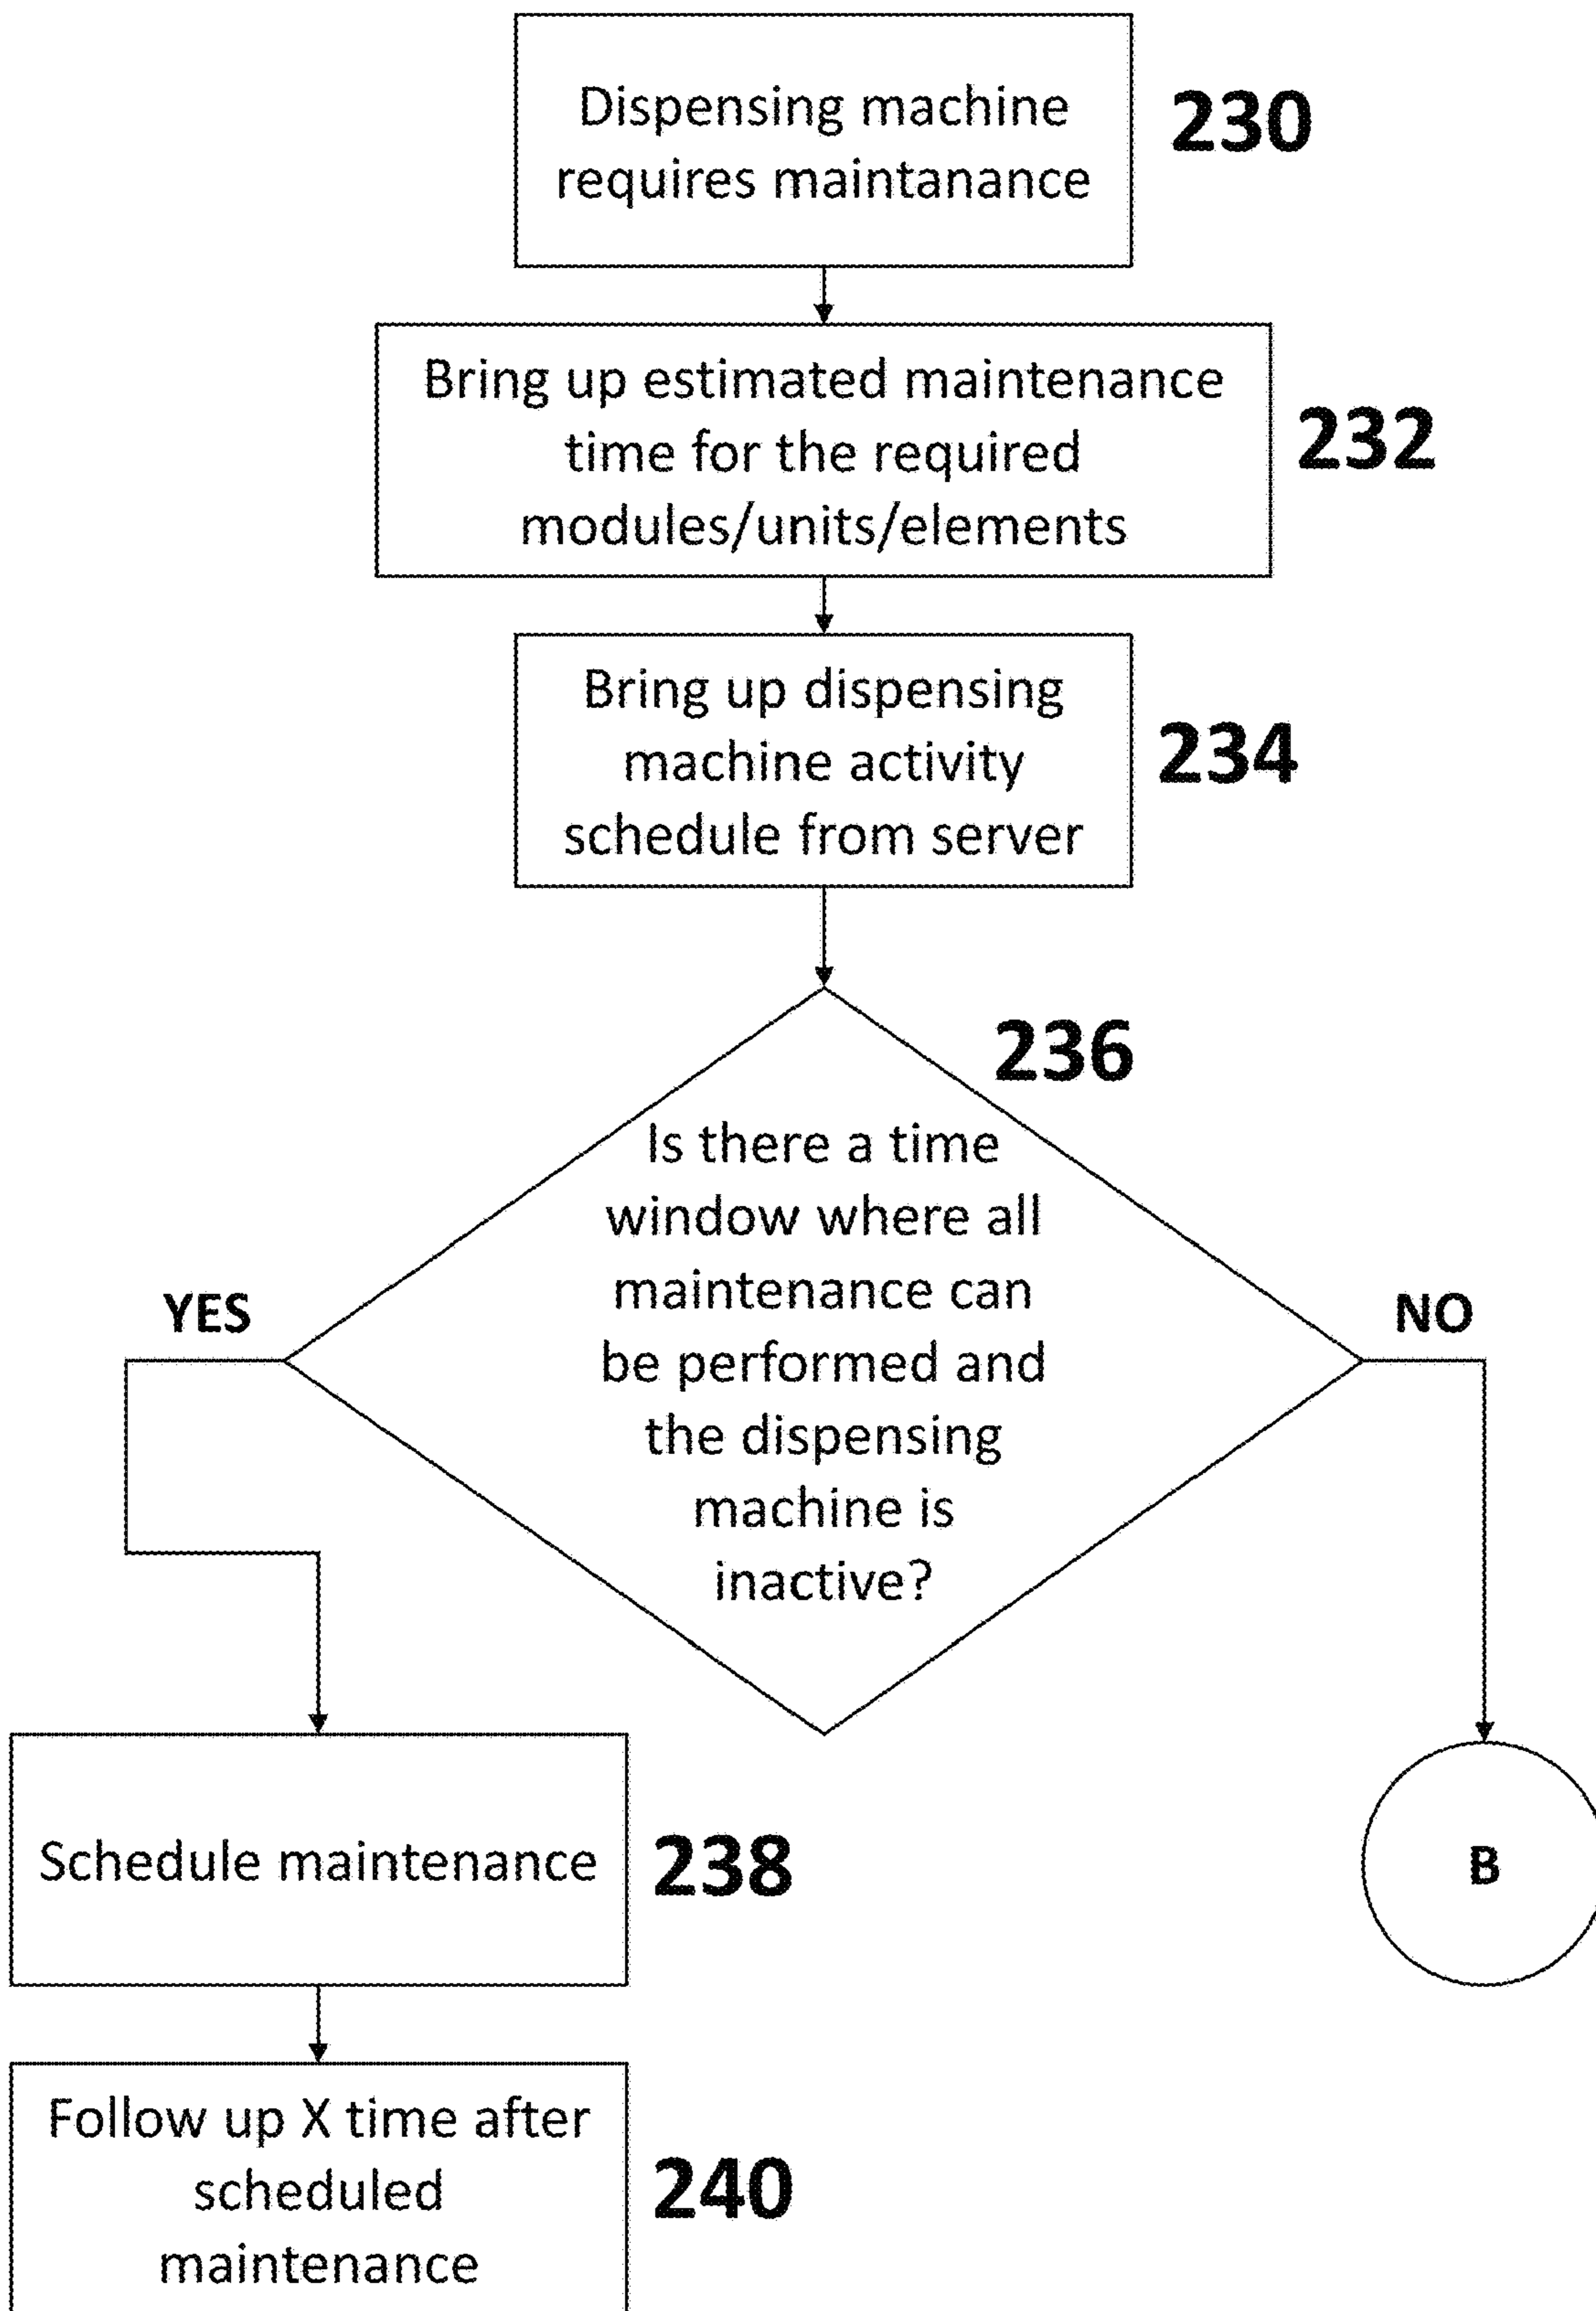 Dispensing machine
requires maintanance
230
Bring up estimated maintenance
time for the required
modules/units/elements
232
Bring up dispensing
machine activity
schedule from server
234
236
Is there a time
window where all
maintenance can
be performed and
the dispensing
machine is
inactive?
YES
NO
Schedule maintenance
238
B
Follow up X time after
scheduled
maintenance
240